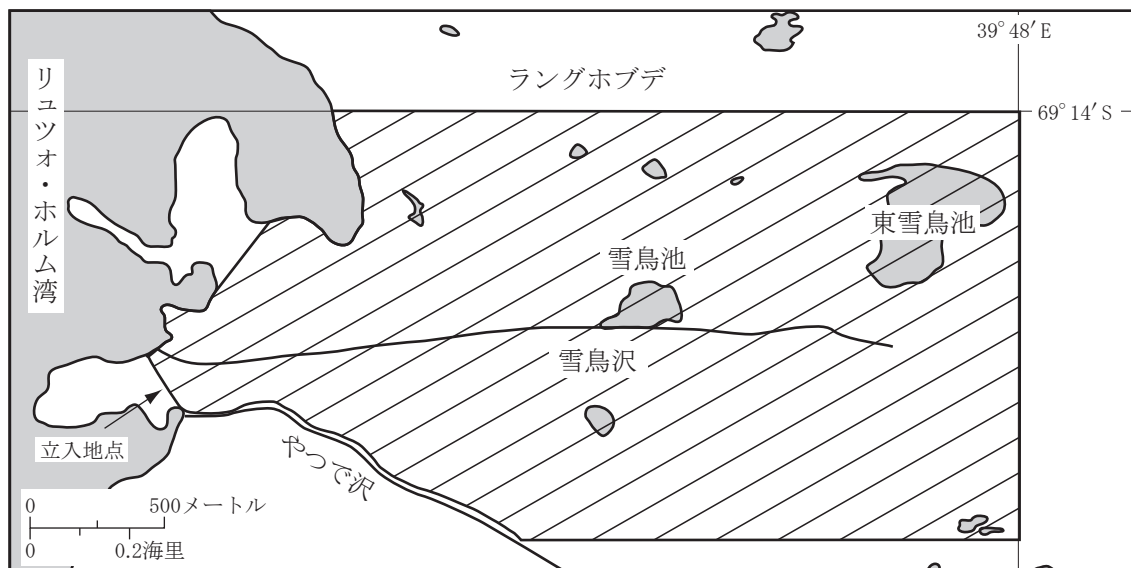 39°48′E
ラングホブデ
69°14′S
リュツォ・ホルム湾
東雪鳥池
雪鳥池
雪鳥沢
立入地点
やつで沢
0 500メートル
0 0.2海里